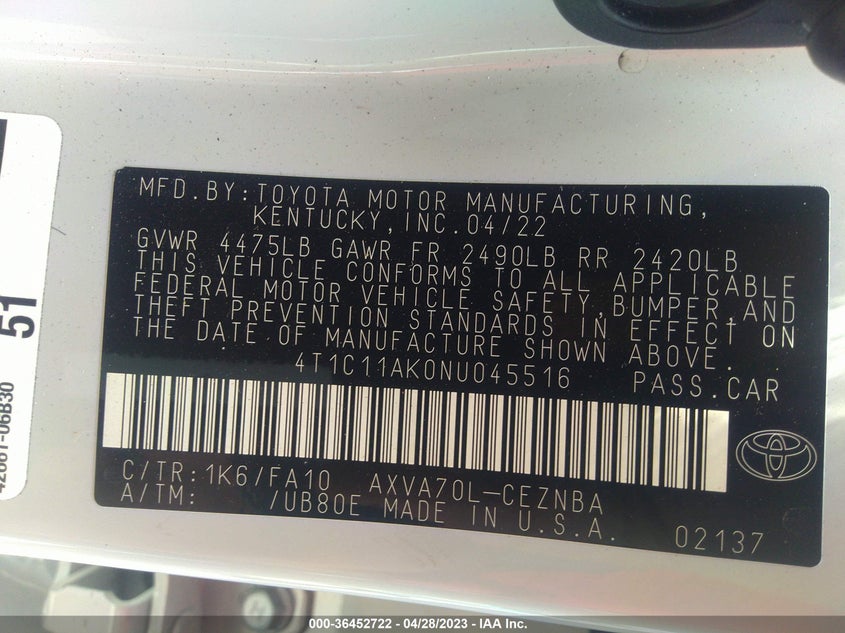 MFD.BY:TOYOTA MOTOR MANUFACTURING,
KENTUCKY,INC.04/22
GVWR 4475LB GAWR FR 2490LB RR 2420LB
THIS VEHICLE CONFORMS TO ALL APPLICABLE
FEDERAL MOTOR VEHICLE SAFETY,BUMPER,AND
THEFT PREVENTION STANDARDS IN EFFECT ON
THE DATE OF MANUFACTURE SHOWN ABOVE.
4T1C11AK0NU045516 PASS.CAR
C/TR:1K6/FA10 AXVA70L-CEZNBA
A/TM: /UB80E MADE IN U.S.A.
02137
51
000-36452722 - 04/28/2023 - IAA Inc.